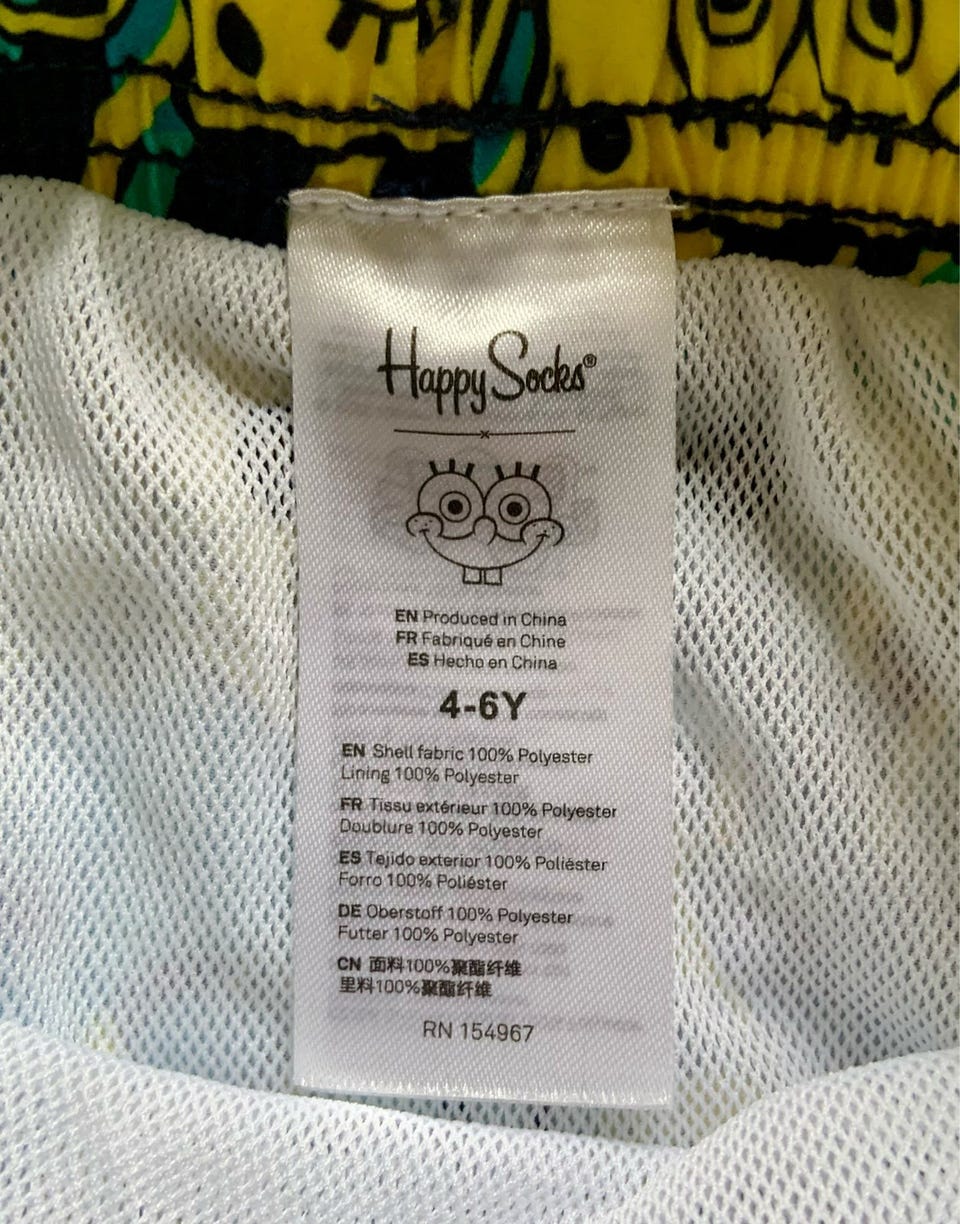 Happy Socks®
EN Produced in China
FR Fabriqué en Chine
ES Hecho en China
4-6Y
EN Shell fabric 100% Polyester
Lining 100% Polyester
FR Tissu extérieur 100% Polyester
Doublure 100% Polyester
ES Tejido exterior 100% Poliéster
Forro 100% Poliéster
DE Oberstoff 100% Polyester
Futter 100% Polyester
CN 面料100%聚酯纤维
里料100%聚酯纤维
RN 154967